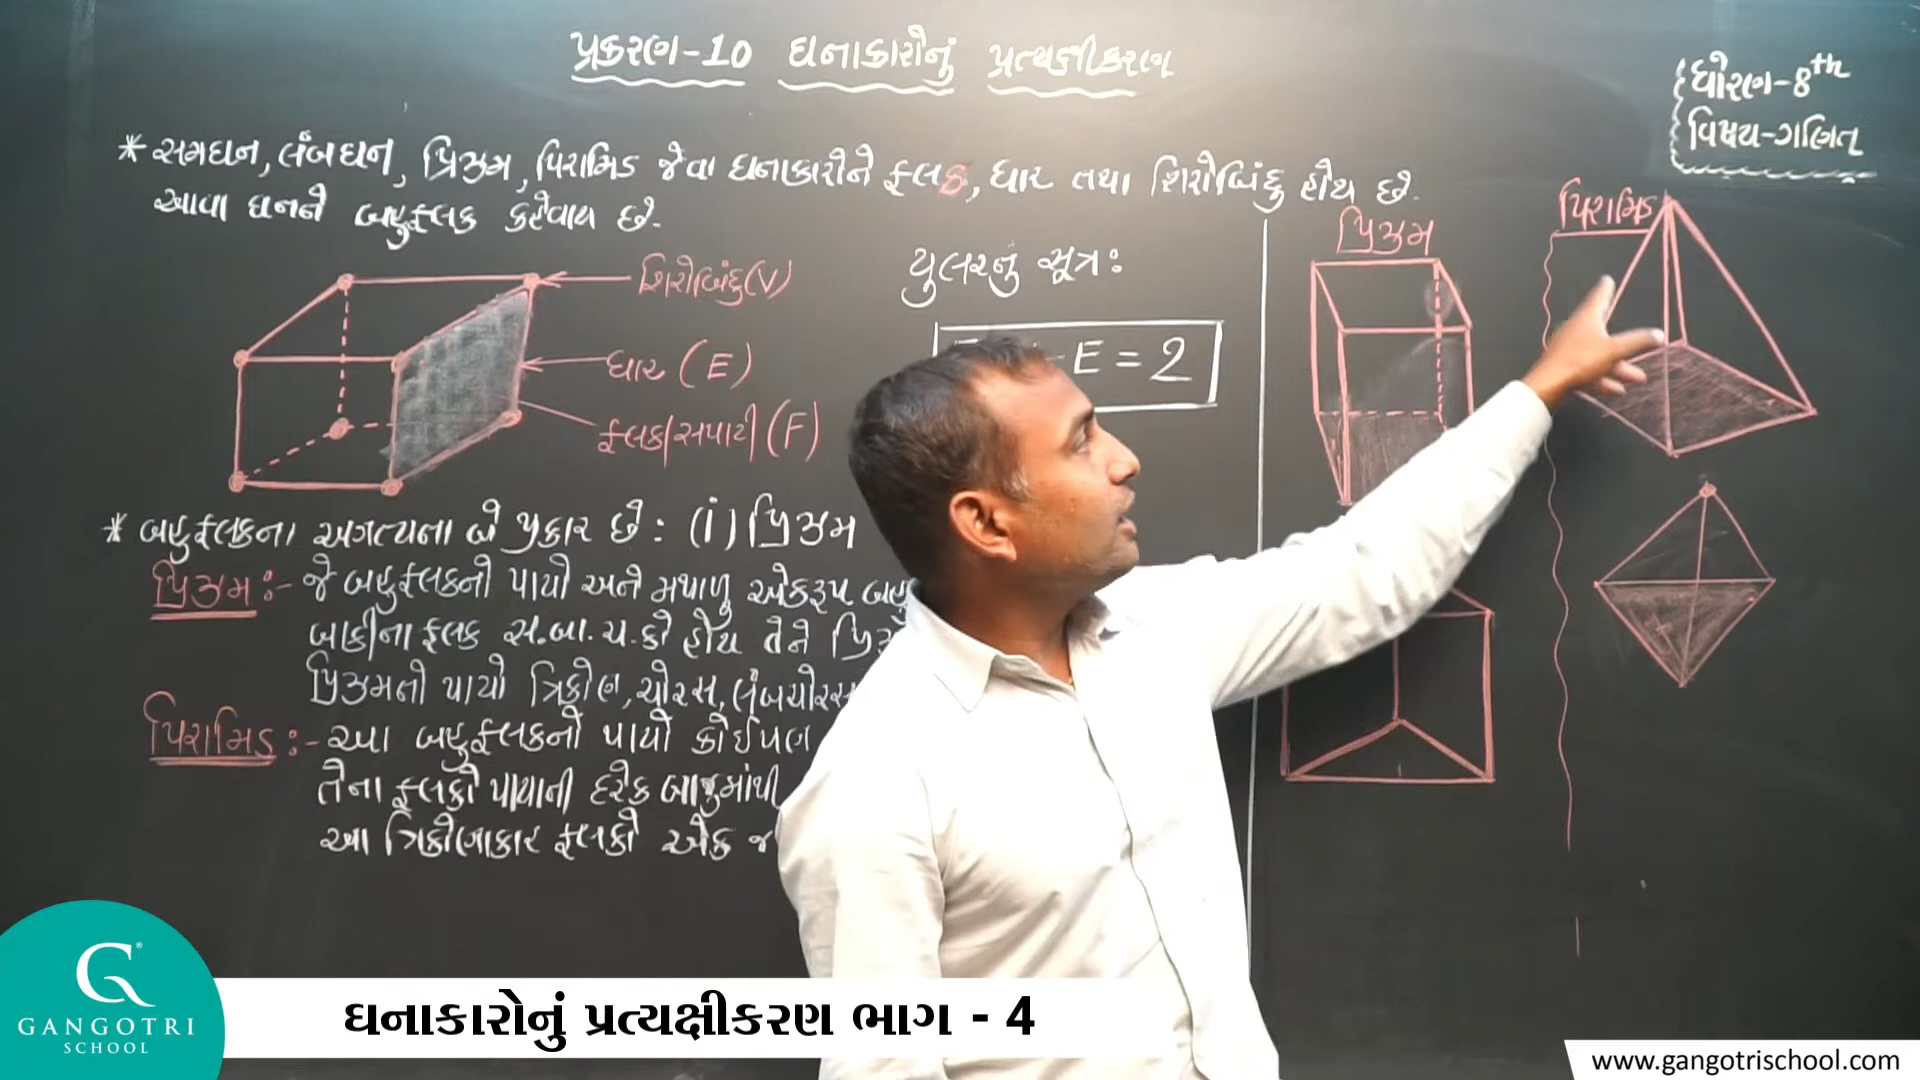 પ્રકરણ-10 ઘનાકારોનું પ્રત્યક્ષીકરણ
ધોરણ-8th
વિષય-ગણિત
* સમઘન, લંબઘન, પ્રિઝમ, પિરામિડ જેવા ઘનાકારોને ફલક, ધાર તથા શિરોબિંદુ હોય છે.
આવા ઘનને બહુફલક કહેવાય છે.
શિરોબિંદુ (V)
ધાર (E)
ફલક/સપાટી (F)
યુલરનું સૂત્ર:
E = 2
પ્રિઝમ
પિરામિડ
* બહુફલકના અગત્યના બે પ્રકાર છે : (i) પ્રિઝમ
પ્રિઝમ :- જે બહુફલકનો પાયો અને મથાળુ એકરૂપ
બાકીના ફલક સ.બા.ચ.કો હોય તેને
પ્રિઝમનો પાયો ત્રિકોણ, ચોરસ, લંબચોરસ
પિરામિડ :- આ બહુફલકનો પાયો કોઈપણ
તેના ફલકો પાયાની દરેક બાજુમાંથી
આ ત્રિકોણાકાર ફલકો એક જ
G
GANGOTRI
SCHOOL
ઘનાકારોનું પ્રત્યક્ષીકરણ ભાગ - 4
www.gangotrischool.com